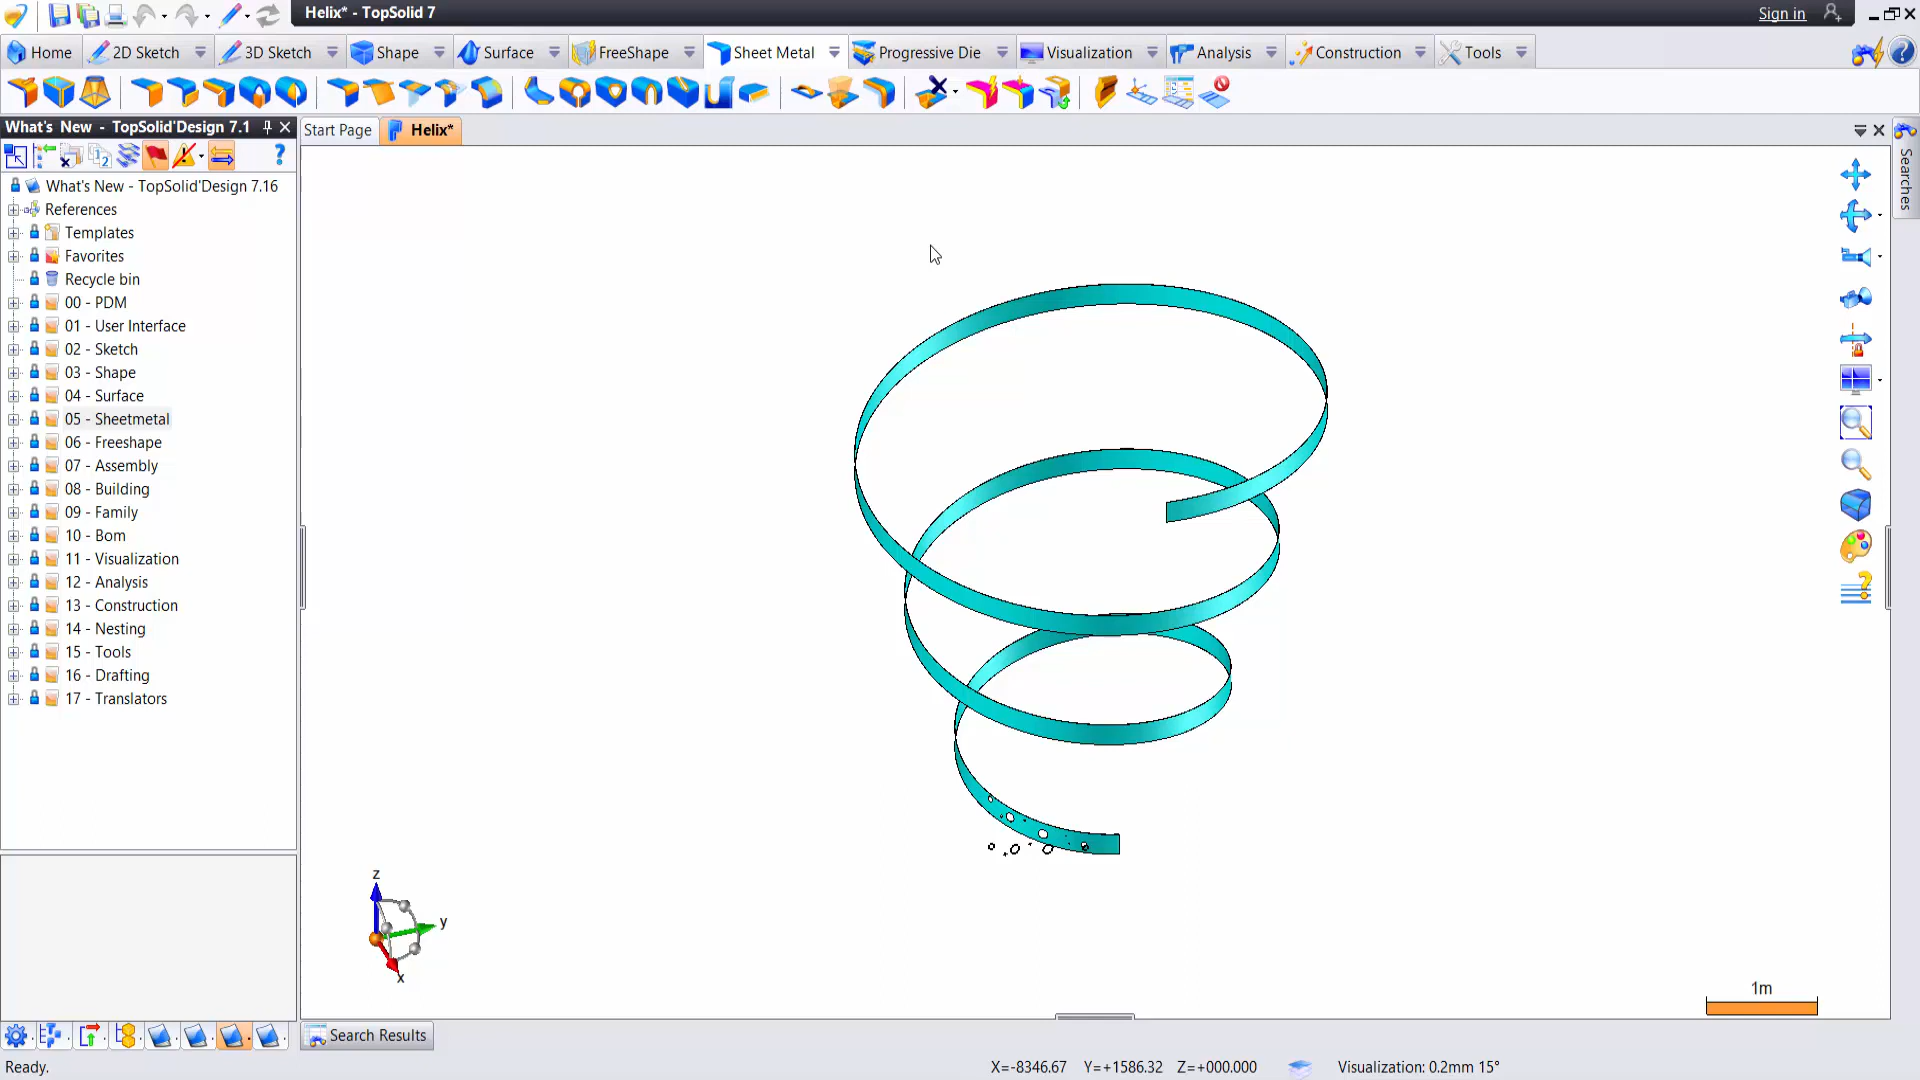 Helix* - TopSolid 7
Sign in
Home
2D Sketch
3D Sketch
Shape
Surface
FreeShape
Sheet Metal
Progressive Die
Visualization
Analysis
Construction
Tools
What's New - TopSolid'Design 7.1
Start Page
Helix*
Searches
What's New - TopSolid'Design 7.16
References
Templates
Favorites
Recycle bin
00 - PDM
01 - User Interface
02 - Sketch
03 - Shape
04 - Surface
05 - Sheetmetal
06 - Freeshape
07 - Assembly
08 - Building
09 - Family
10 - Bom
11 - Visualization
12 - Analysis
13 - Construction
14 - Nesting
15 - Tools
16 - Drafting
17 - Translators
z
y
x
1m
Search Results
Ready.
X=-8346.67 Y=+1586.32 Z=+000.000
Visualization: 0.2mm 15°